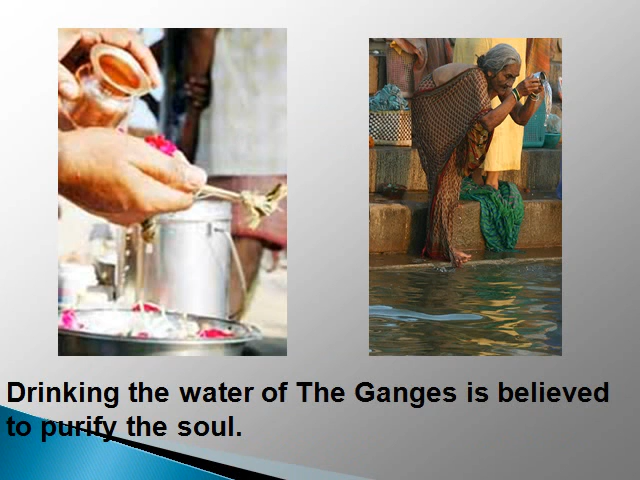 Drinking the water of The Ganges is believed
to purify the soul.